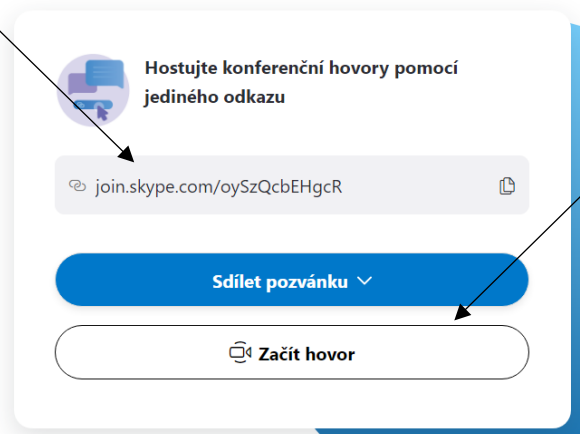 Hostujte konferenční hovory pomocí
jediného odkazu
join.skype.com/oySzQcbEHgcR
Sdílet pozvánku
Začít hovor